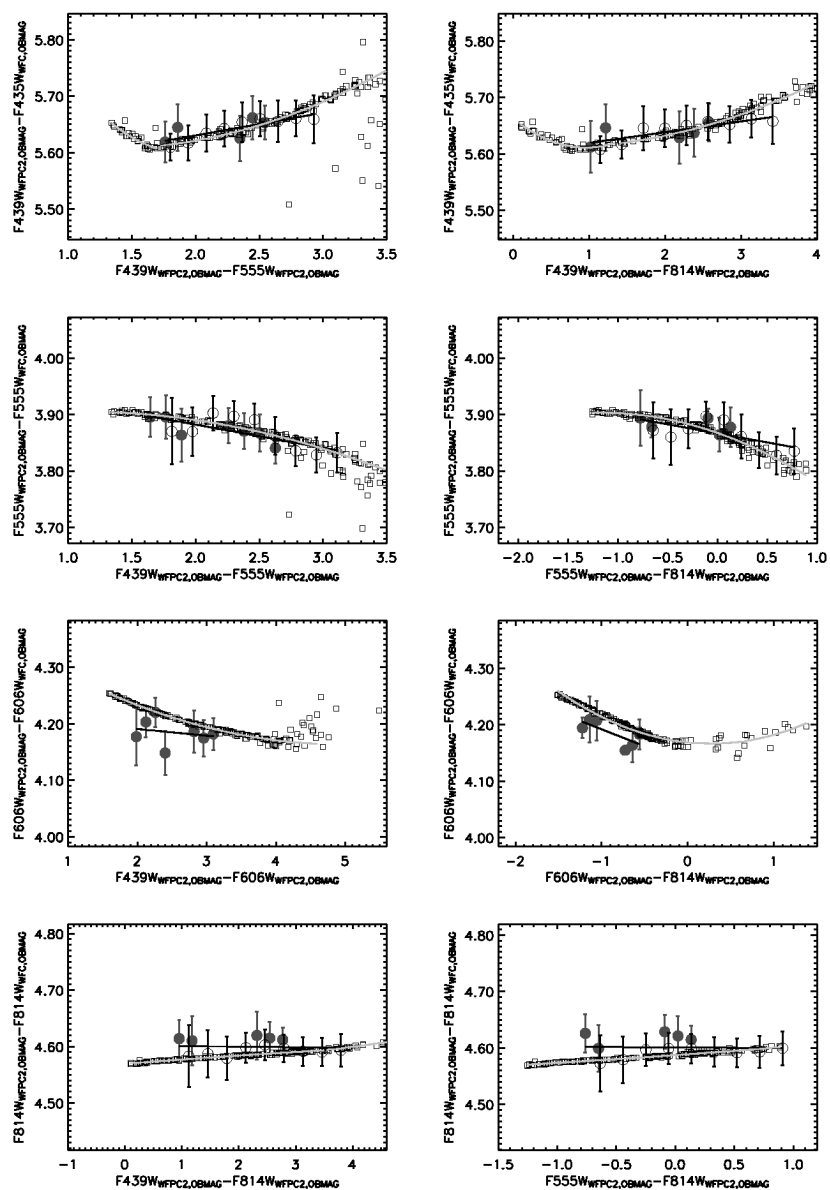 5.80
5.70
5.60
5.50
F439W_WFPC2,OBMAG−F435W_WFC,OBMAG
1.0 1.5 2.0 2.5 3.0 3.5
F439W_WFPC2,OBMAG−F555W_WFPC2,OBMAG
5.80
5.70
5.60
5.50
F439W_WFPC2,OBMAG−F435W_WFC,OBMAG
0 1 2 3 4
F439W_WFPC2,OBMAG−F814W_WFPC2,OBMAG
4.00
3.90
3.80
3.70
F555W_WFPC2,OBMAG−F555W_WFC,OBMAG
1.0 1.5 2.0 2.5 3.0 3.5
F439W_WFPC2,OBMAG−F555W_WFPC2,OBMAG
4.00
3.90
3.80
3.70
F555W_WFPC2,OBMAG−F555W_WFC,OBMAG
−2.0 −1.5 −1.0 −0.5 0.0 0.5 1.0
F555W_WFPC2,OBMAG−F814W_WFPC2,OBMAG
4.30
4.20
4.10
4.00
F606W_WFPC2,OBMAG−F606W_WFC,OBMAG
1 2 3 4 5
F439W_WFPC2,OBMAG−F606W_WFPC2,OBMAG
4.30
4.20
4.10
4.00
F606W_WFPC2,OBMAG−F606W_WFC,OBMAG
−2 −1 0 1
F606W_WFPC2,OBMAG−F814W_WFPC2,OBMAG
4.80
4.70
4.60
4.50
F814W_WFPC2,OBMAG−F814W_WFC,OBMAG
−1 0 1 2 3 4
F439W_WFPC2,OBMAG−F814W_WFPC2,OBMAG
4.80
4.70
4.60
4.50
F814W_WFPC2,OBMAG−F814W_WFC,OBMAG
−1.5 −1.0 −0.5 0.0 0.5 1.0
F555W_WFPC2,OBMAG−F814W_WFPC2,OBMAG